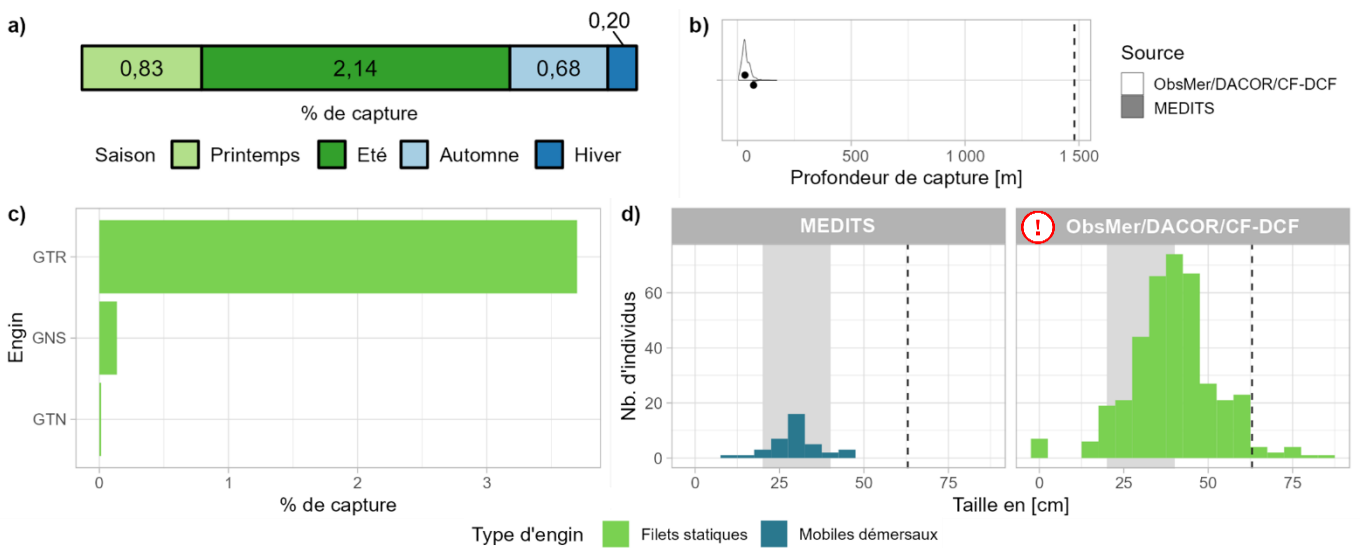 a)
0,20
0,83 2,14 0,68
% de capture
Saison Printemps Eté Automne Hiver
b)
0 500 1 000 1 500
Profondeur de capture [m]
Source
ObsMer/DACOR/CF-DCF
MEDITS
c)
Engin
GTR
GNS
GTN
0 1 2 3
% de capture
d)
MEDITS
! ObsMer/DACOR/CF-DCF
Nb. d'individus
60
40
20
0
0 25 50 75 0 25 50 75
Taille en [cm]
Type d'engin Filets statiques Mobiles démersaux